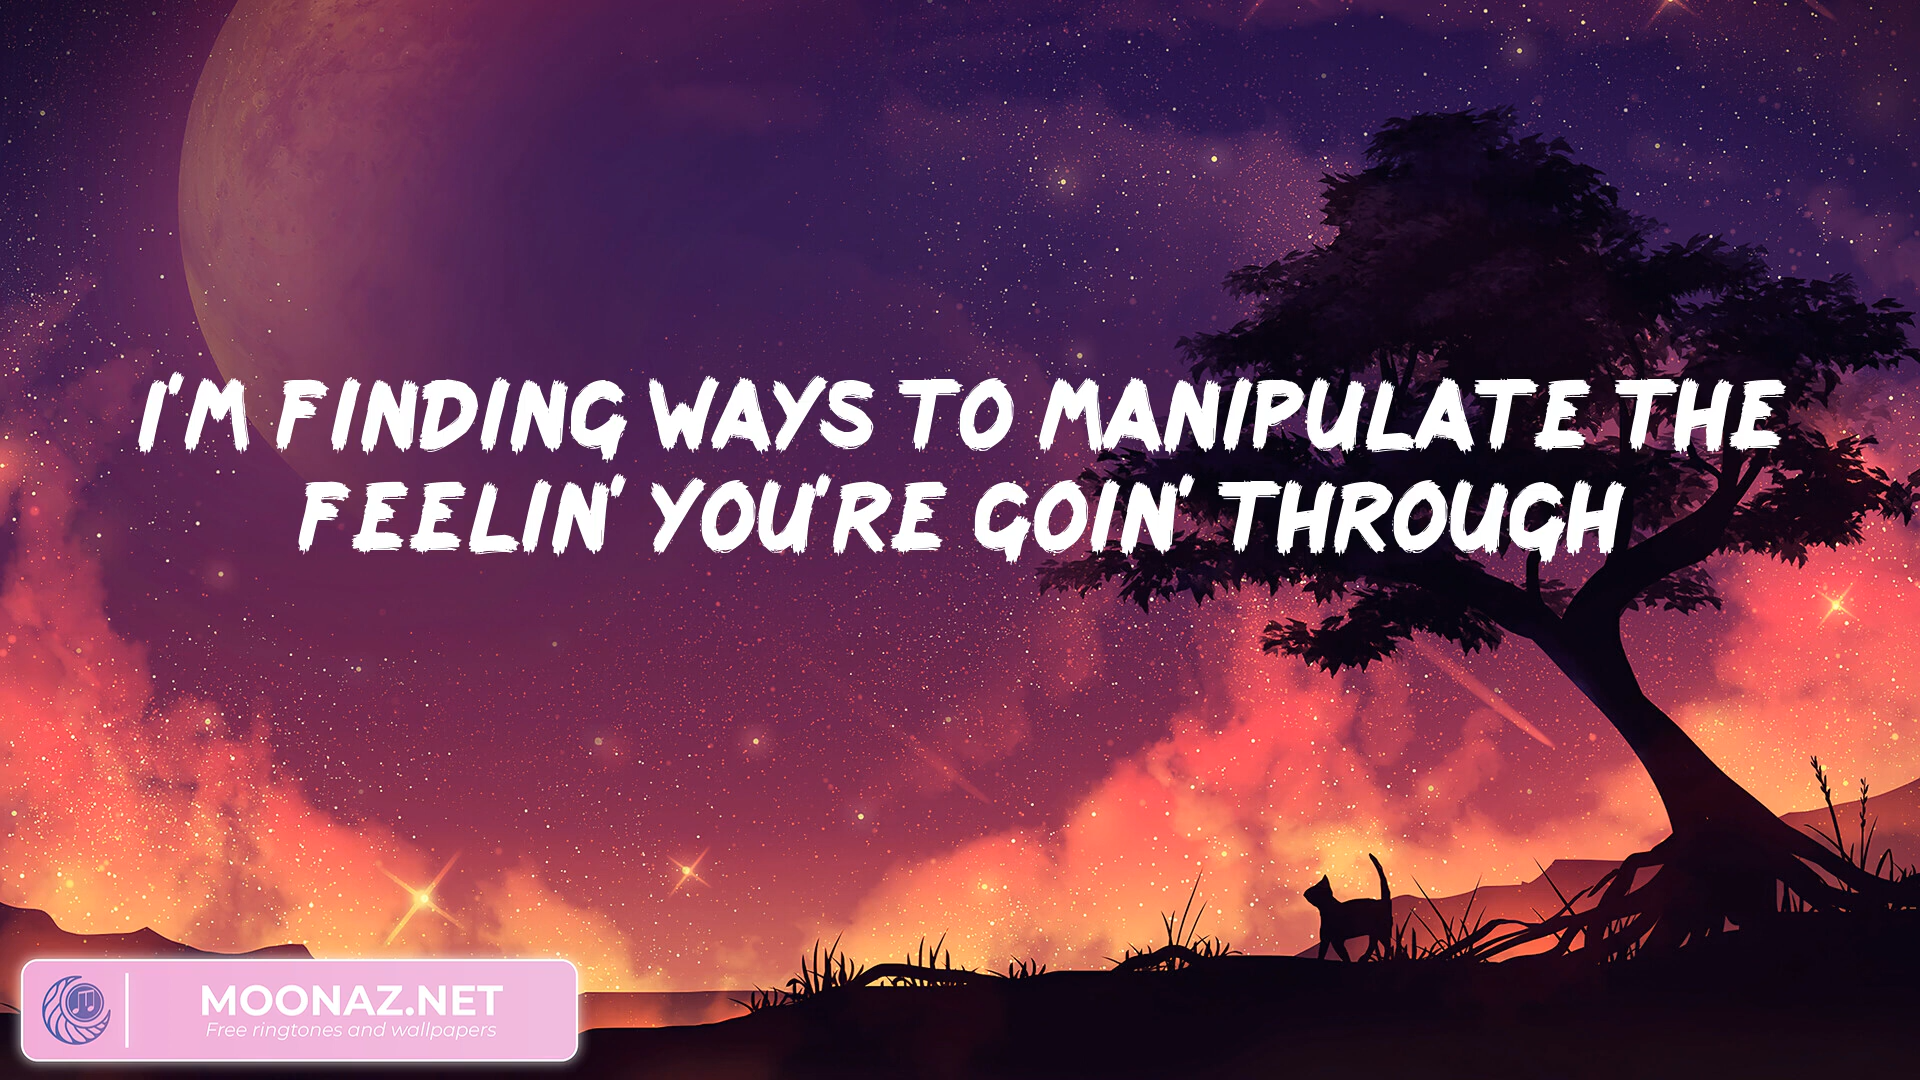 I'M FINDING WAYS TO MANIPULATE THE
FEELIN' YOU'RE GOIN' THROUGH
MOONAZ.NET
Free ringtones and wallpapers